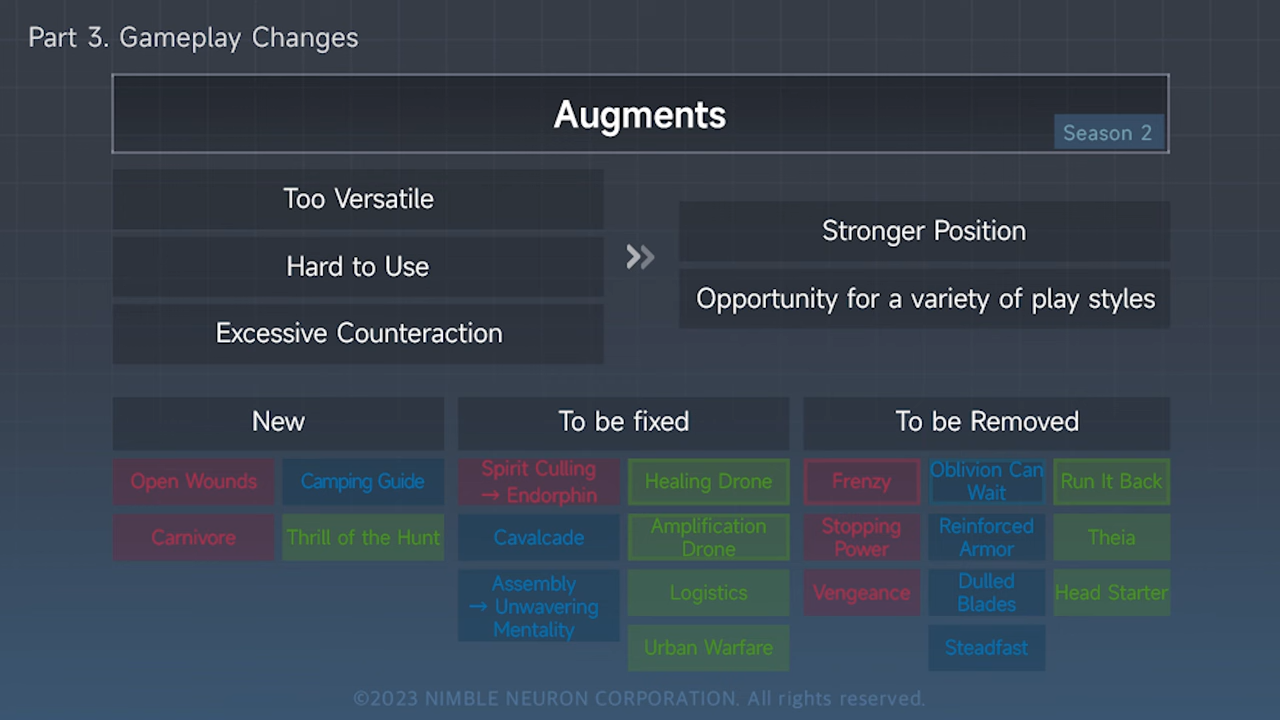 Part 3. Gameplay Changes
Augments
Season 2
Too Versatile
Hard to Use
Excessive Counteraction
Stronger Position
Opportunity for a variety of play styles
New
Open Wounds
Camping Guide
Carnivore
Thrill of the Hunt
To be fixed
Spirit Culling
→ Endorphin
Healing Drone
Cavalcade
Amplification
Drone
Assembly
→ Unwavering
Mentality
Logistics
Urban Warfare
To be Removed
Frenzy
Oblivion Can
Wait
Run It Back
Stopping
Power
Reinforced
Armor
Theia
Vengeance
Dulled
Blades
Head Starter
Steadfast
©2023 NIMBLE NEURON CORPORATION. All rights reserved.